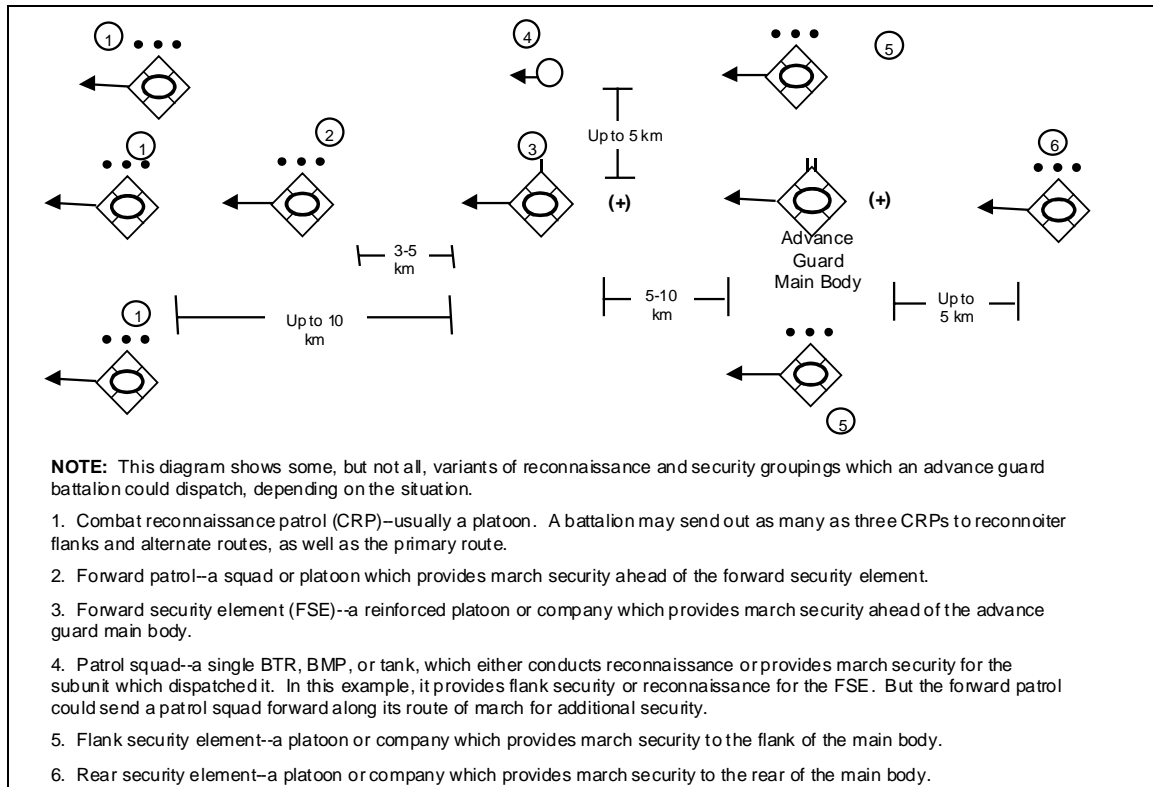 1
4
5
Up to 5 km
1
2
3
6
(+)
(+)
Advance
Guard
Main Body
3-5
km
5-10
km
Up to
5 km
1
Up to 10
km
5
NOTE: This diagram shows some, but not all, variants of reconnaissance and security groupings which an advance guard
battalion could dispatch, depending on the situation.
1. Combat reconnaissance patrol (CRP)--usually a platoon. A battalion may send out as many as three CRPs to reconnoiter
flanks and alternate routes, as well as the primary route.
2. Forward patrol--a squad or platoon which provides march security ahead of the forward security element.
3. Forward security element (FSE)--a reinforced platoon or company which provides march security ahead of the advance
guard main body.
4. Patrol squad--a single BTR, BMP, or tank, which either conducts reconnaissance or provides march security for the
subunit which dispatched it. In this example, it provides flank security or reconnaissance for the FSE. But the forward patrol
could send a patrol squad forward along its route of march for additional security.
5. Flank security element--a platoon or company which provides march security to the flank of the main body.
6. Rear security element--a platoon or company which provides march security to the rear of the main body.